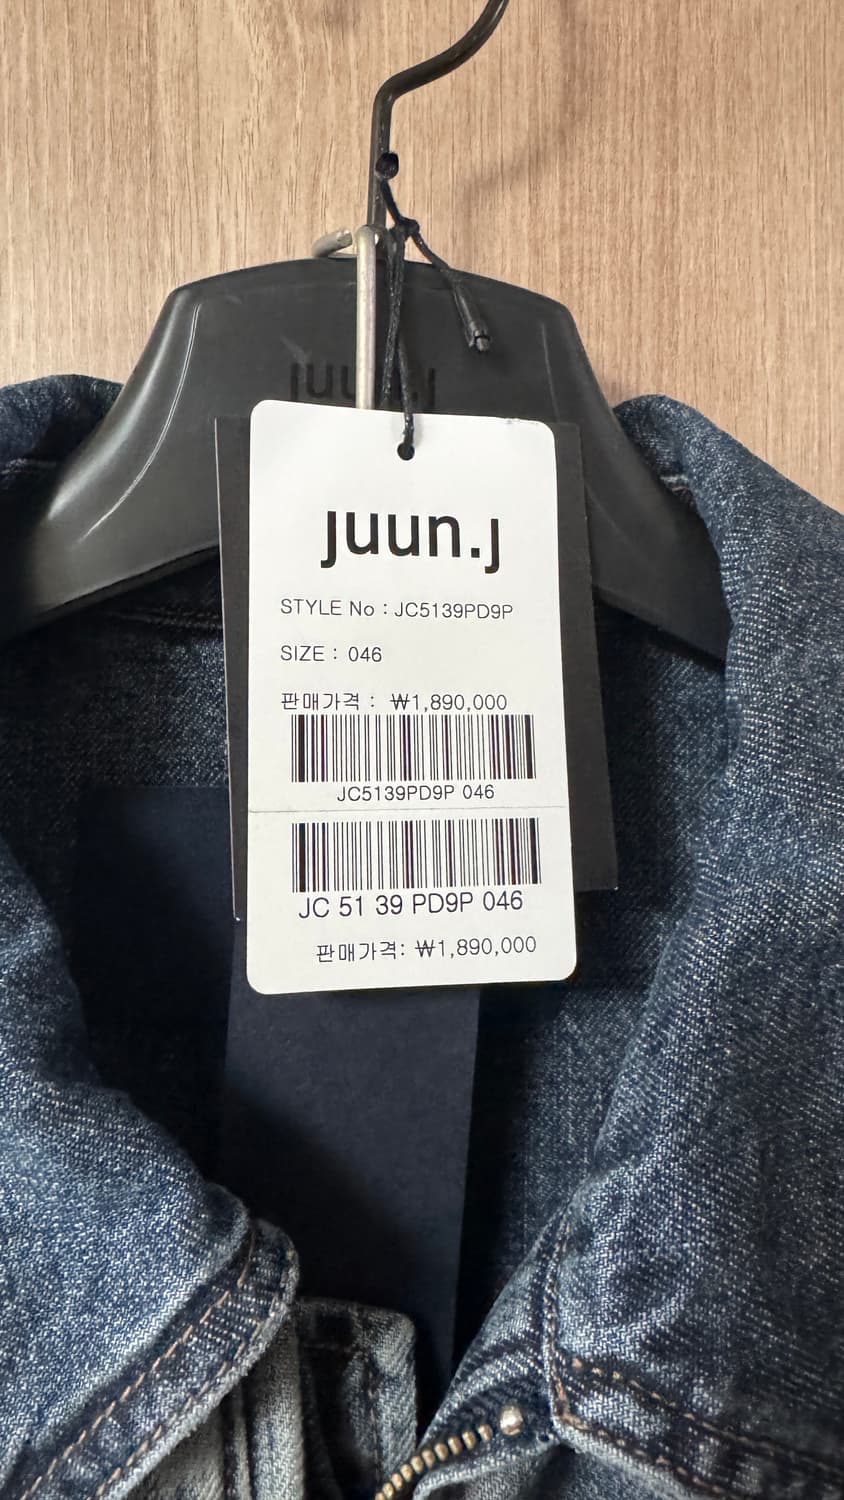 juun.j
juun.j
STYLE No : JC5139PD9P
SIZE : 046
판매가격 : ₩1,890,000
JC5139PD9P 046
JC 51 39 PD9P 046
판매가격: ₩1,890,000